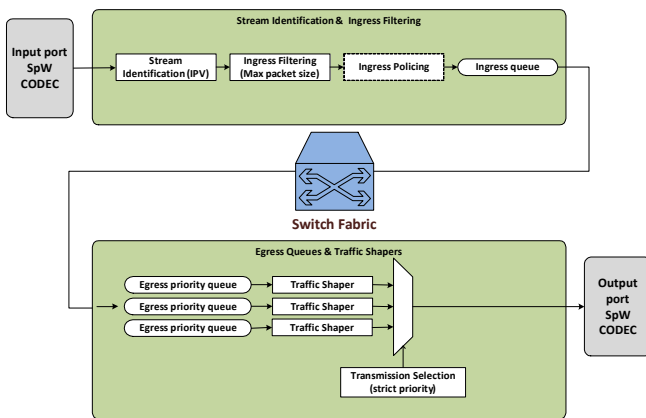 Stream Identification & Ingress Filtering
Input port
SpW
CODEC
Stream
Identification (IPV)
Ingress Filtering
(Max packet size)
Ingress Policing
Ingress queue
Switch Fabric
Egress Queues & Traffic Shapers
Egress priority queue
Traffic Shaper
Egress priority queue
Traffic Shaper
Egress priority queue
Traffic Shaper
Transmission Selection
(strict priority)
Output
port
SpW
CODEC